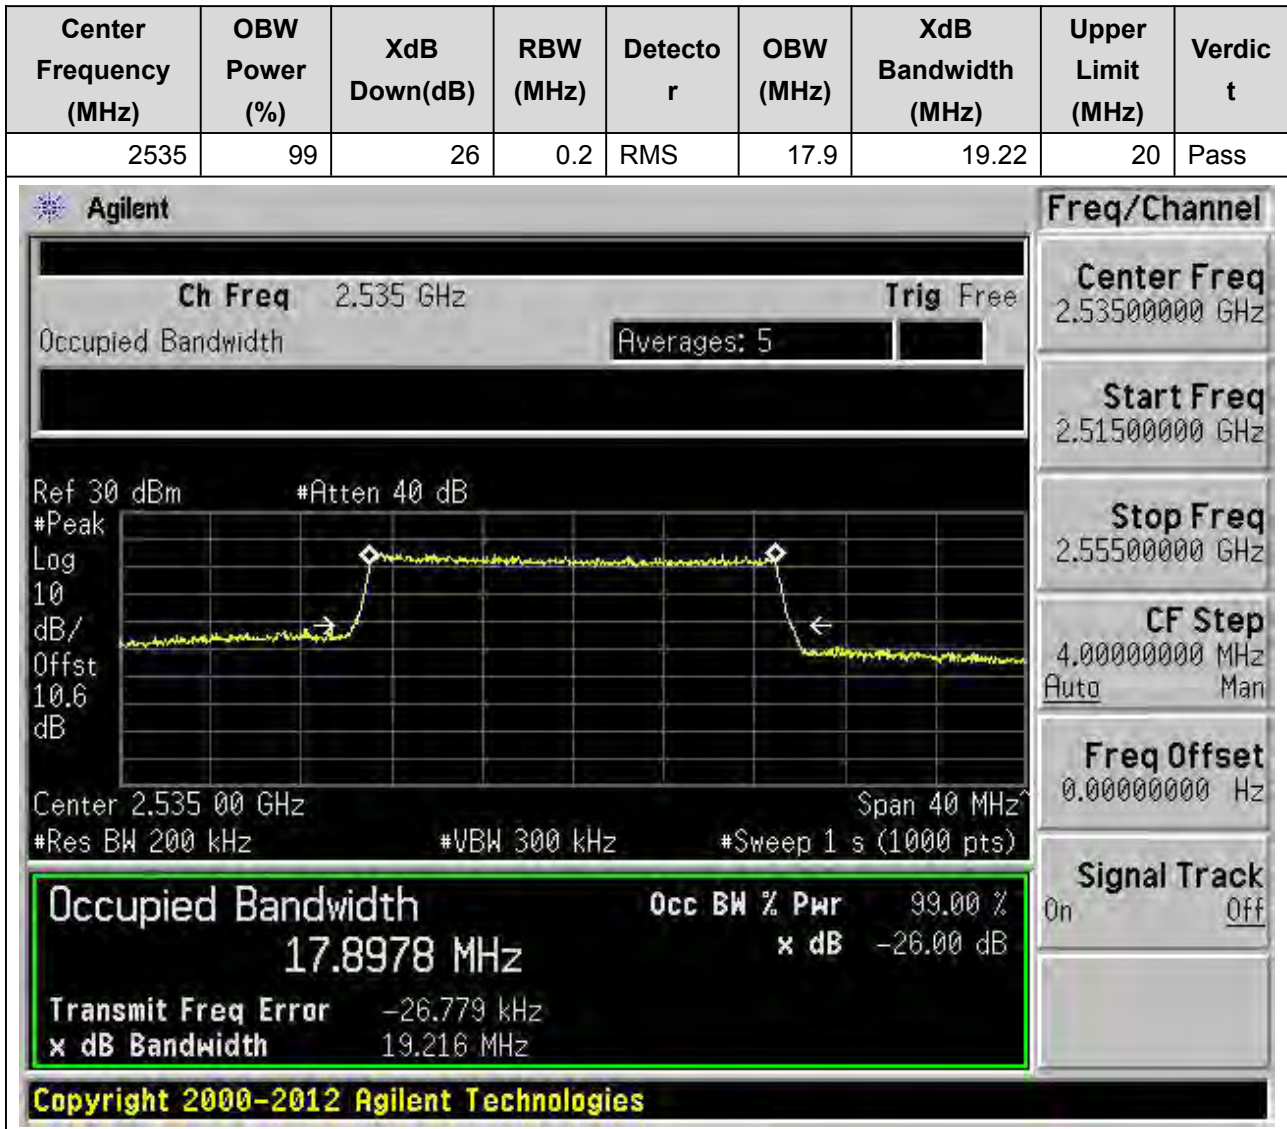 Center Frequency (MHz) OBW Power (%) XdB Down(dB) RBW (MHz) Detecto r OBW (MHz) XdB Bandwidth (MHz) Upper Limit (MHz) Verdic t
2535 99 26 0.2 RMS 17.9 19.22 20 Pass
Agilent
Freq/Channel
Ch Freq 2.535 GHz Trig Free
Occupied Bandwidth Averages: 5
Ref 30 dBm #Atten 40 dB
#Peak
Log
10
dB/
Offst
10.6
dB
Center 2.535 00 GHz Span 40 MHz^
#Res BW 200 kHz #VBW 300 kHz #Sweep 1 s (1000 pts)
Occupied Bandwidth Occ BW % Pwr 99.00 %
17.8978 MHz x dB -26.00 dB
Transmit Freq Error -26.779 kHz
x dB Bandwidth 19.216 MHz
Copyright 2000-2012 Agilent Technologies
Center Freq
2.53500000 GHz
Start Freq
2.51500000 GHz
Stop Freq
2.55500000 GHz
CF Step
4.00000000 MHz
Auto Man
Freq Offset
0.00000000 Hz
Signal Track
On Off